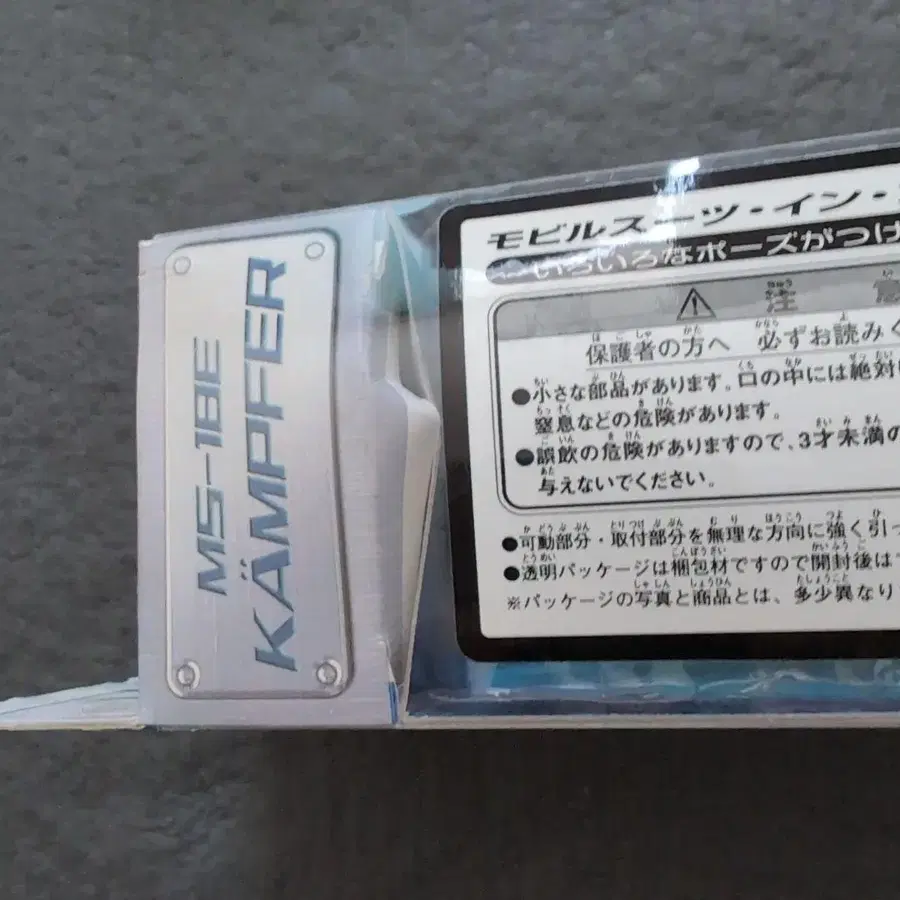 MS-18E
KÄMPFER
モビルスーツ・イン・
いろいろなポーズがつけ
注
保護者の方へ 必ずお読みく
●小さな部品があります。口の中には絶対
窒息などの危険があります。
●誤飲の危険がありますので、3才未満の
与えないでください。
●可動部分・取付部分を無理な方向に強く引っ
●透明パッケージは梱包材ですので開封後は
※パッケージの写真と商品とは、多少異なり